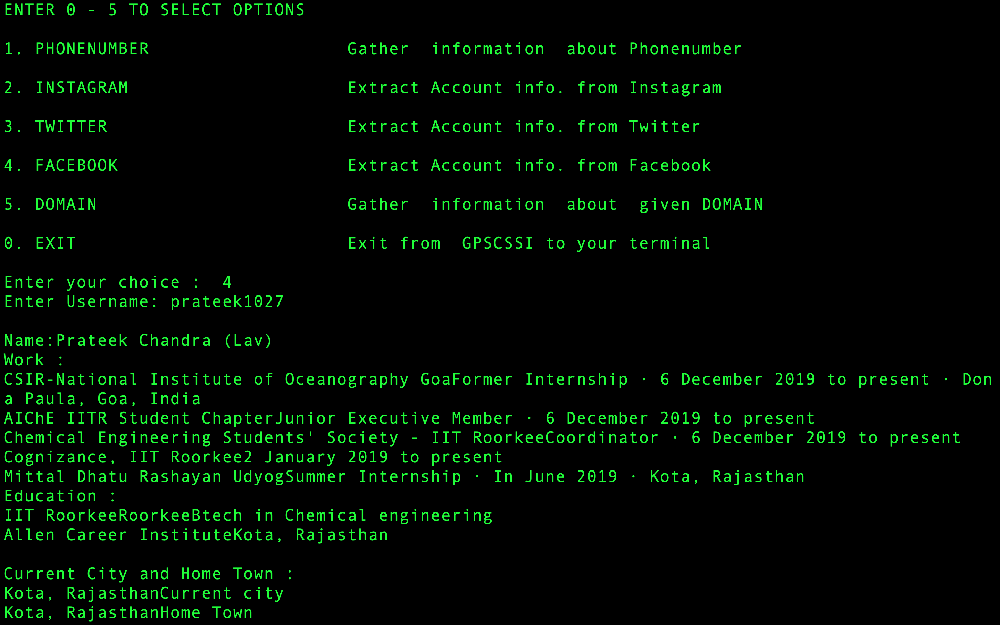 ENTER 0 - 5 TO SELECT OPTIONS
1. PHONENUMBER Gather information about Phonenumber
2. INSTAGRAM Extract Account info. from Instagram
3. TWITTER Extract Account info. from Twitter
4. FACEBOOK Extract Account info. from Facebook
5. DOMAIN Gather information about given DOMAIN
0. EXIT Exit from GPSCSSI to your terminal
Enter your choice : 4
Enter Username: prateek1027
Name:Prateek Chandra (Lav)
Work :
CSIR-National Institute of Oceanography GoaFormer Internship · 6 December 2019 to present · Don
a Paula, Goa, India
AIChE IITR Student ChapterJunior Executive Member · 6 December 2019 to present
Chemical Engineering Students' Society - IIT RoorkeeCoordinator · 6 December 2019 to present
Cognizance, IIT Roorkee2 January 2019 to present
Mittal Dhatu Rashayan UdyogSummer Internship · In June 2019 · Kota, Rajasthan
Education :
IIT RoorkeeRoorkeeBtech in Chemical engineering
Allen Career InstituteKota, Rajasthan
Current City and Home Town :
Kota, RajasthanCurrent city
Kota, RajasthanHome Town